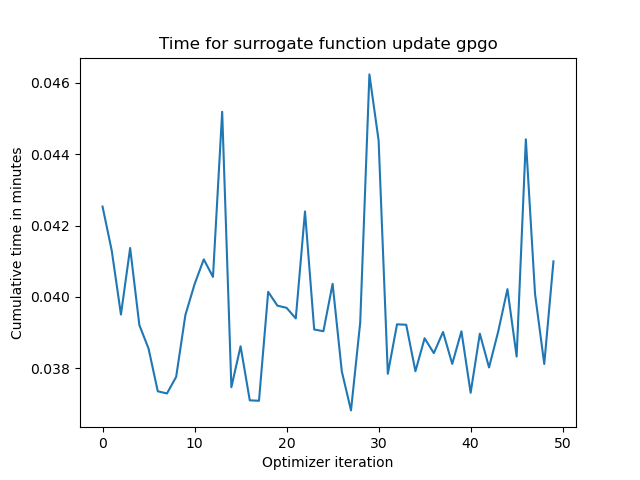 Time for surrogate function update gpgo
Cumulative time in minutes
0.046
0.044
0.042
0.040
0.038
0 10 20 30 40 50
Optimizer iteration